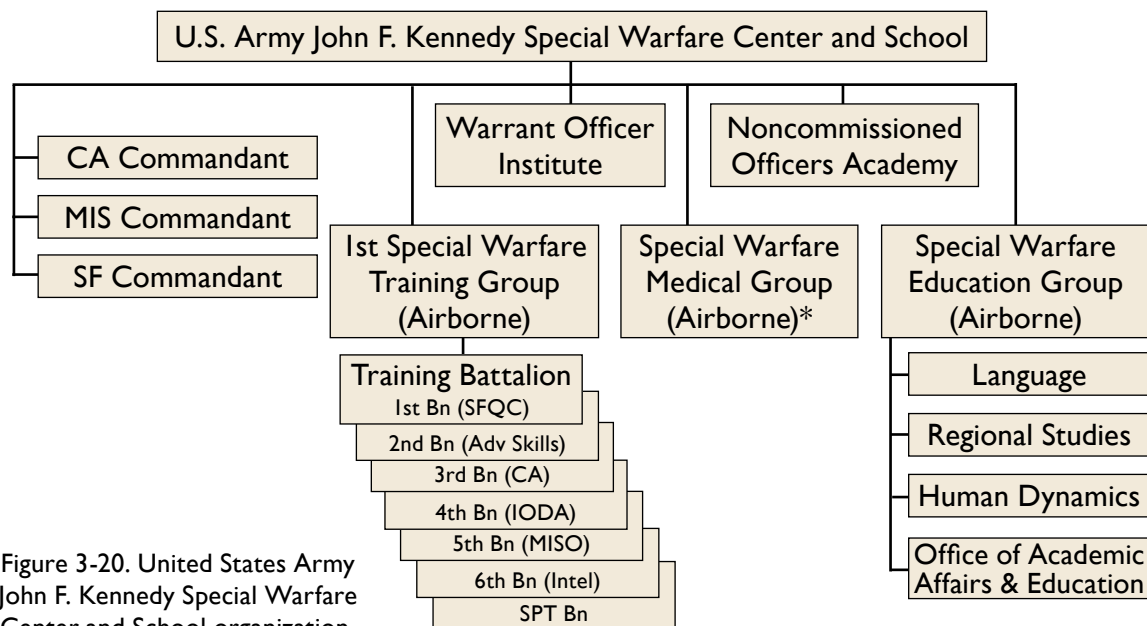 U.S. Army John F. Kennedy Special Warfare Center and School
Warrant Officer
Institute
Noncommissioned
Officers Academy
CA Commandant
MIS Commandant
SF Commandant
1st Special Warfare
Training Group
(Airborne)
Special Warfare
Medical Group
(Airborne)*
Special Warfare
Education Group
(Airborne)
Training Battalion
1st Bn (SFQC)
2nd Bn (Adv Skills)
3rd Bn (CA)
4th Bn (IODA)
5th Bn (MISO)
6th Bn (Intel)
SPT Bn
Language
Regional Studies
Human Dynamics
Office of Academic
Affairs & Education
Figure 3-20. United States Army
John F. Kennedy Special Warfare
Center and School organization